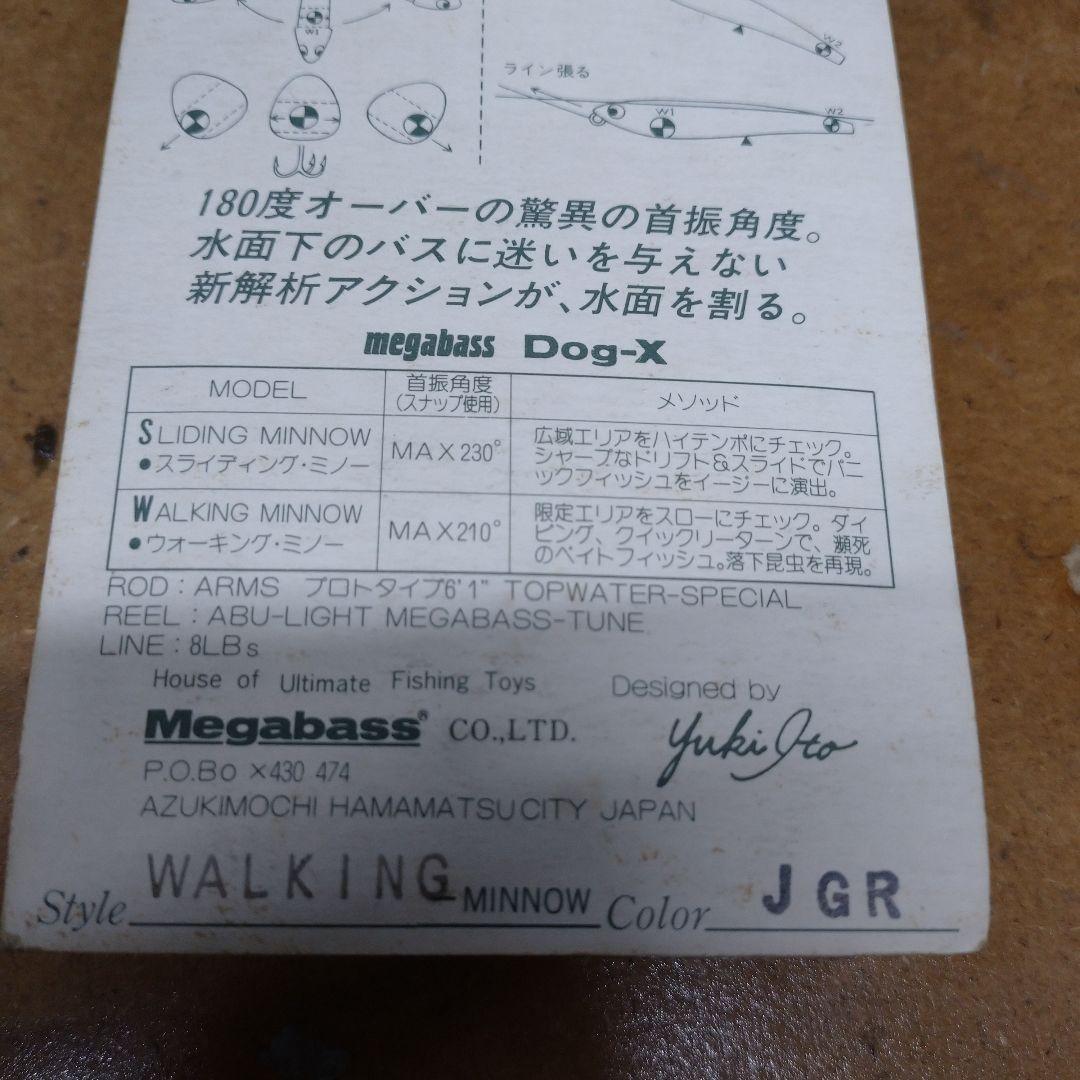 W1
W2
ライン張る
W1
W2
180度オーバーの驚異の首振角度。
水面下のバスに迷いを与えない
新解析アクションが、水面を割る。
megabass Dog-X
MODEL
首振角度
(スナップ使用)
メソッド
SLIDING MINNOW
●スライディング・ミノー
MAX230°
広域エリアをハイテンポにチェック。
シャープなドリフト&スライドでパニ
ックフィッシュをイージーに演出。
WALKING MINNOW
●ウオーキング・ミノー
MAX210°
限定エリアをスローにチェック。ダイ
ビング、クイックリーターンで、瀕死
のベイトフィッシュ。落下昆虫を再現。
ROD : ARMS プロトタイプ6'1" TOPWATER-SPECIAL
REEL : ABU-LIGHT MEGABASS-TUNE
LINE : 8LBs
House of Ultimate Fishing Toys
Designed by
Megabass® CO.,LTD.
Yuki Ito
P.O.Bo ×430 474
AZUKIMOCHI HAMAMATSUCITY JAPAN
Style WALKING MINNOW Color JGR